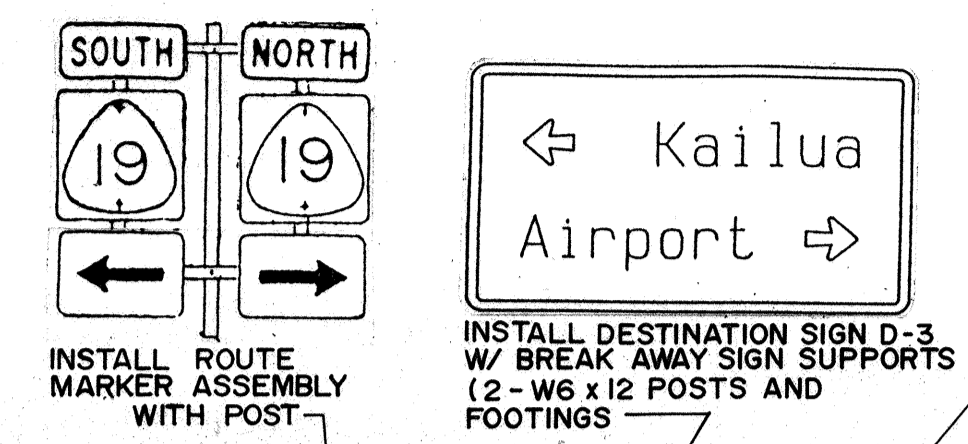 SOUTH NORTH
19 19
← Kailua
Airport →
INSTALL ROUTE
MARKER ASSEMBLY
WITH POST
INSTALL DESTINATION SIGN D-3
W/ BREAK AWAY SIGN SUPPORTS
(2-W6 x 12 POSTS AND
FOOTINGS